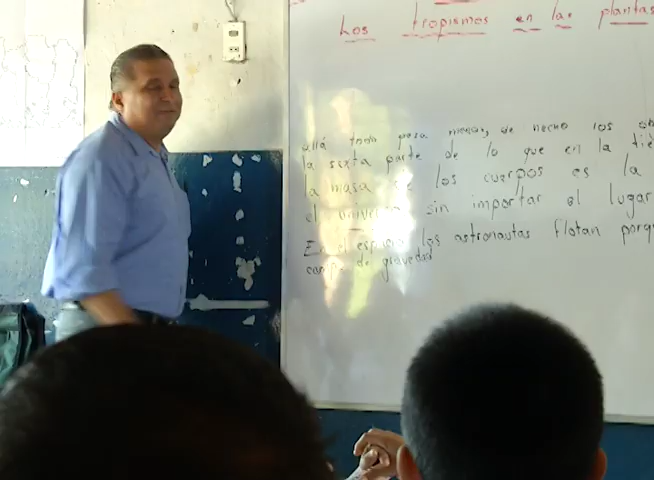 Los tropismos en las plantas
allá todo pesa menos, de hecho los
la sexta parte de lo que en la
la masa de los cuerpos es la
el universo sin importar el lugar
En el espacio los astronautas flotan
campo de gravedad